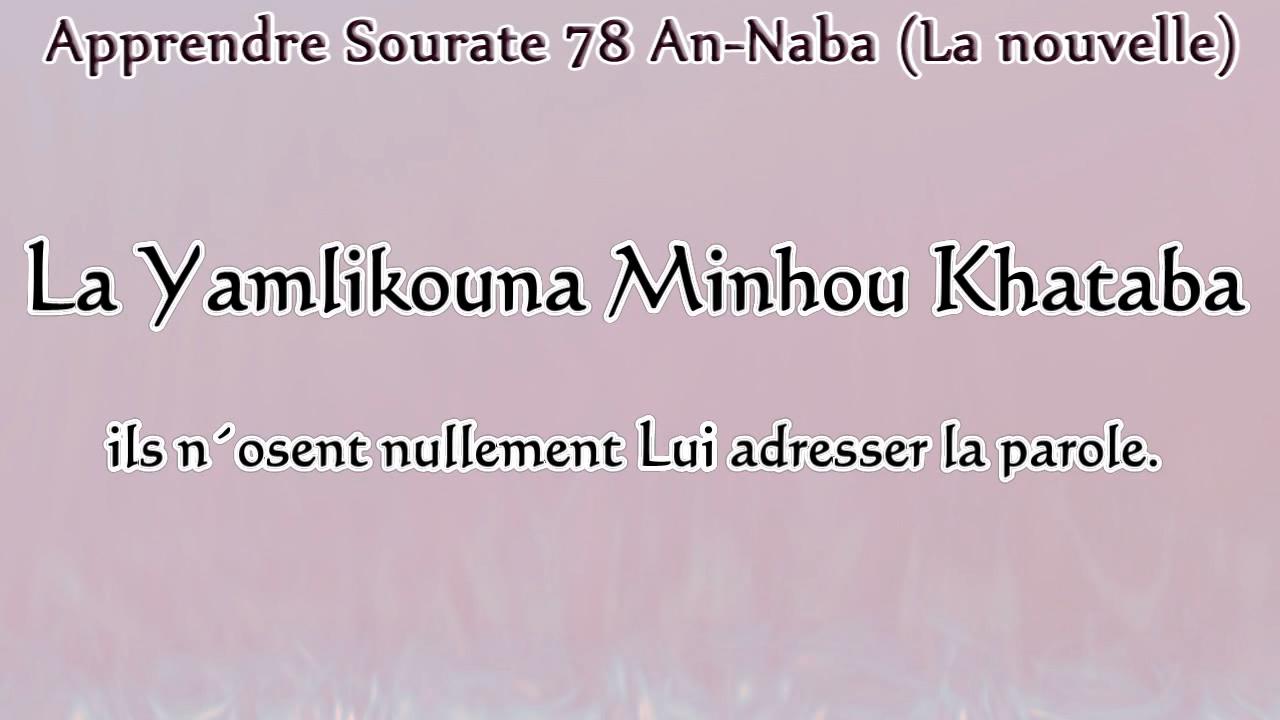 Apprendre Sourate 78 An-Naba (La nouvelle)
La Yamlikouna Minhou Khataba
ils n´osent nullement Lui adresser la parole.